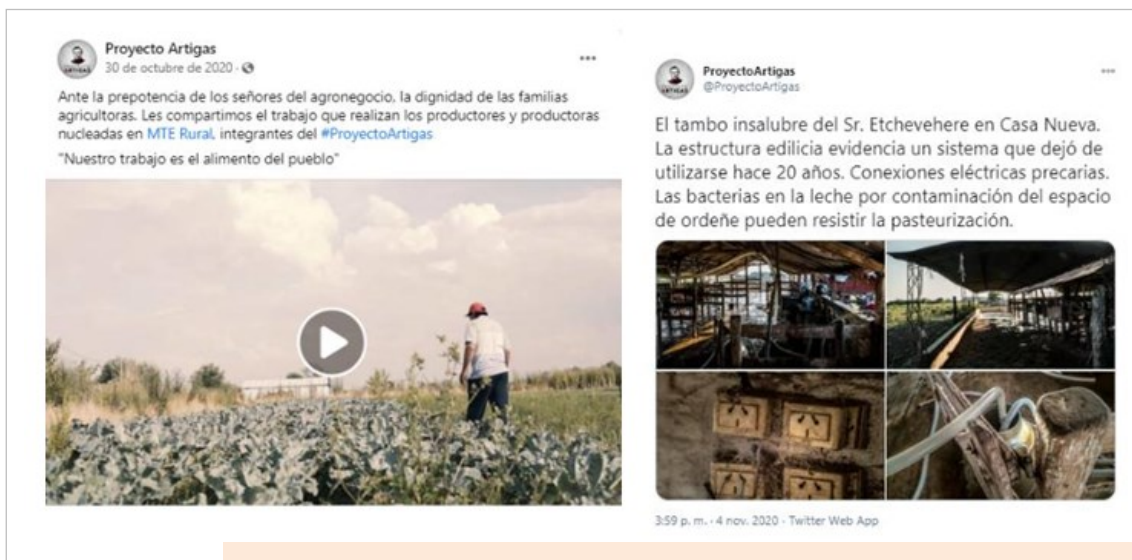 Proyecto Artigas
30 de octubre de 2020 ·
Ante la prepotencia de los señores del agronegocio, la dignidad de las familias
agricultoras. Les compartimos el trabajo que realizan los productores y productoras
nucleadas en MTE Rural, integrantes del #ProyectoArtigas
"Nuestro trabajo es el alimento del pueblo"
ProyectoArtigas
@ProyectoArtigas
El tambo insalubre del Sr. Etchevehere en Casa Nueva.
La estructura edilicia evidencia un sistema que dejó de
utilizarse hace 20 años. Conexiones eléctricas precarias.
Las bacterias en la leche por contaminación del espacio
de ordeñe pueden resistir la pasteurización.
3:59 p. m. · 4 nov. 2020 · Twitter Web App